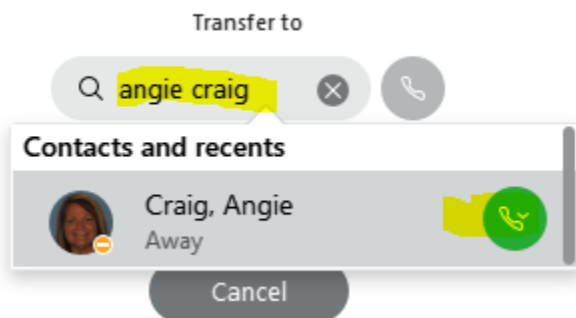 Transfer to
angie craig
Contacts and recents
Craig, Angie
Away
Cancel